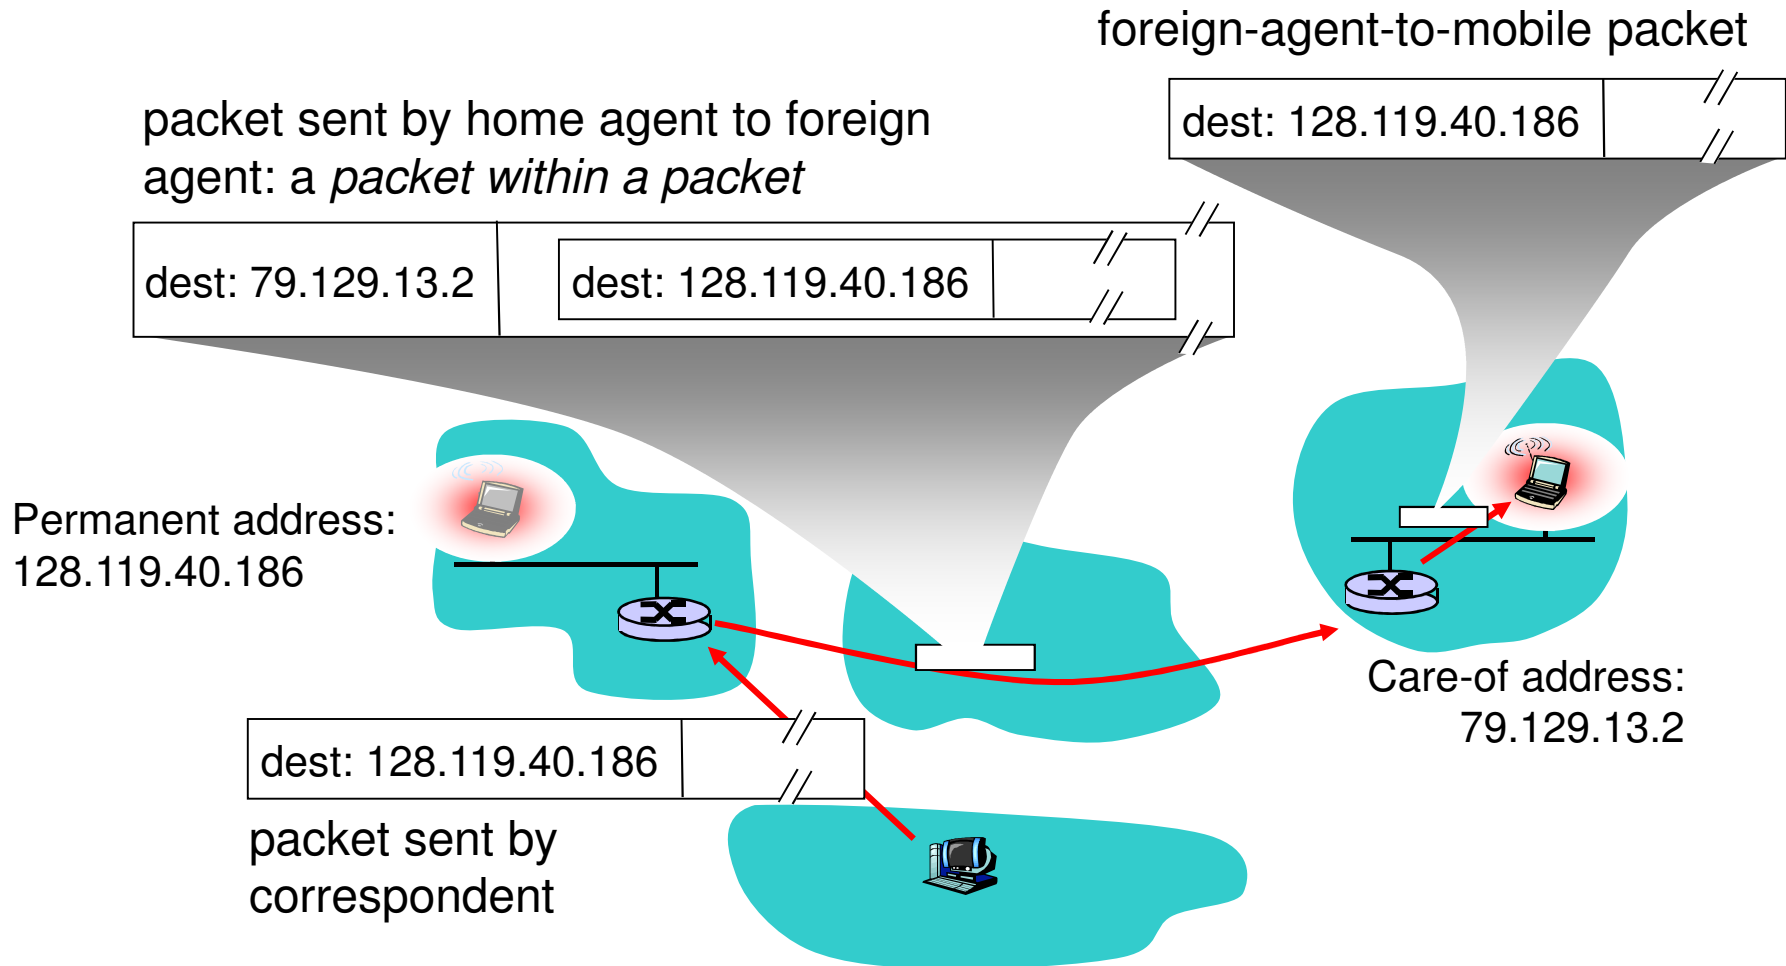 foreign-agent-to-mobile packet
dest: 128.119.40.186
packet sent by home agent to foreign
agent: a packet within a packet
dest: 79.129.13.2
dest: 128.119.40.186
Permanent address:
128.119.40.186
Care-of address:
79.129.13.2
dest: 128.119.40.186
packet sent by
correspondent